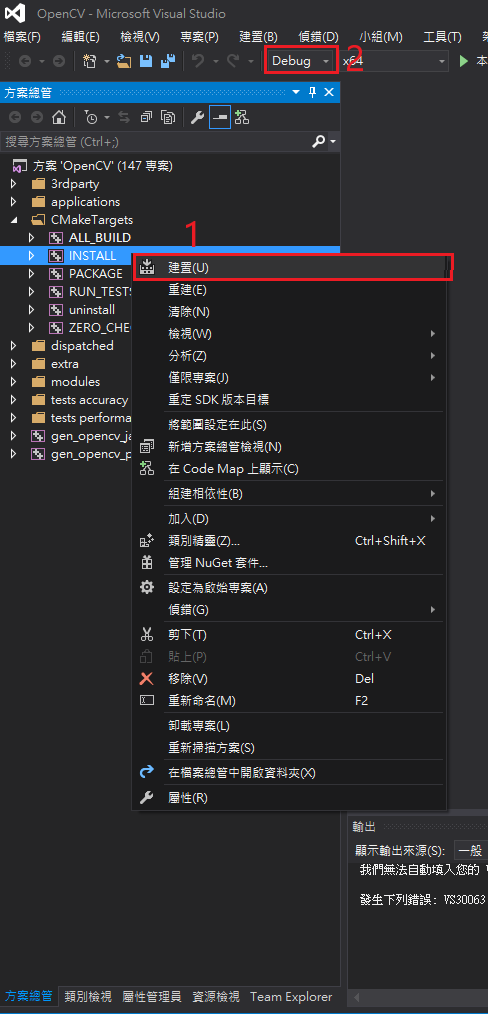 OpenCV - Microsoft Visual Studio
檔案(F) 編輯(E) 檢視(V) 專案(P) 建置(B) 偵錯(D) 小組(M) 工具(T)
Debug 2 x64
方案總管
搜尋方案總管 (Ctrl+;)
方案 'OpenCV' (147 專案)
3rdparty
applications
CMakeTargets
ALL_BUILD
1
INSTALL
PACKAGE
RUN_TESTS
uninstall
ZERO_CHE
dispatched
extra
modules
tests accuracy
tests performa
gen_opencv_ja
gen_opencv_p
建置(U)
重建(E)
清除(N)
檢視(W)
分析(Z)
僅限專案(J)
重定 SDK 版本目標
將範圍設定在此(S)
新增方案總管檢視(N)
在 Code Map 上顯示(C)
組建相依性(B)
加入(D)
類別精靈(Z)... Ctrl+Shift+X
管理 NuGet 套件...
設定為啟始專案(A)
偵錯(G)
剪下(T) Ctrl+X
貼上(P) Ctrl+V
移除(V) Del
重新命名(M) F2
卸載專案(L)
重新掃描方案(S)
在檔案總管中開啟資料夾(X)
屬性(R)
輸出
顯示輸出來源(S): 一般
我們無法自動填入您的
發生下列錯誤: VS30063
方案總管 類別檢視 屬性管理員 資源檢視 Team Explorer